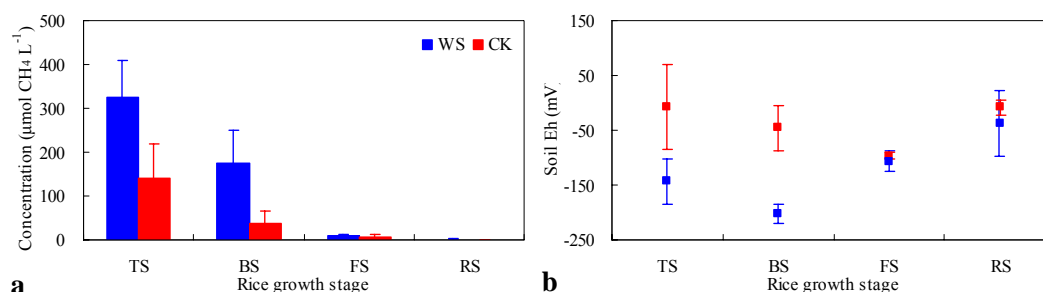 500
400
300
200
100
0
Concentration (μmol CH4 L-1)
WS CK
TS BS FS RS
Rice growth stage
a
150
50
-50
-150
-250
Soil Eh (mV)
TS BS FS RS
Rice growth stage
b